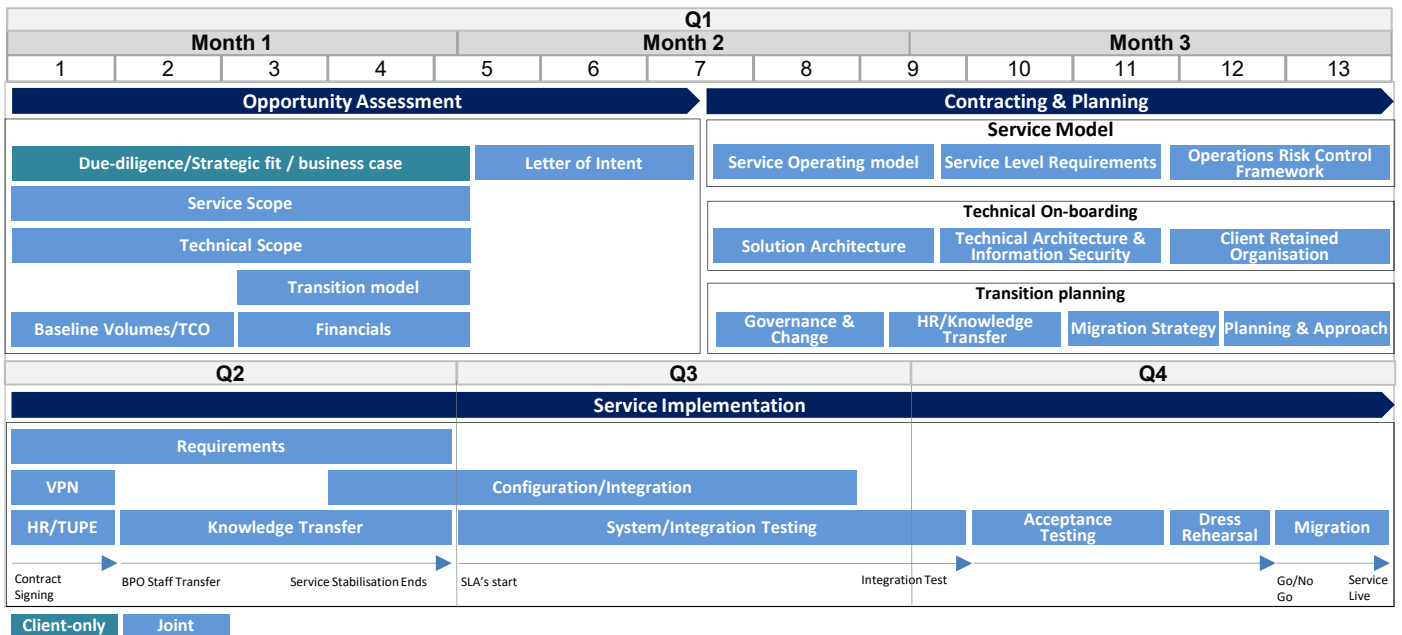 Q1
Month 1 Month 2 Month 3
1 2 3 4 5 6 7 8 9 10 11 12 13
Opportunity Assessment
Due-diligence/Strategic fit / business case
Letter of Intent
Service Scope
Technical Scope
Transition model
Baseline Volumes/TCO
Financials
Contracting & Planning
Service Model
Service Operating model
Service Level Requirements
Operations Risk Control
Framework
Technical On-boarding
Solution Architecture
Technical Architecture &
Information Security
Client Retained
Organisation
Transition planning
Governance &
Change
HR/Knowledge
Transfer
Migration Strategy
Planning & Approach
Q2 Q3 Q4
Service Implementation
Requirements
VPN
Configuration/Integration
HR/TUPE
Knowledge Transfer
System/Integration Testing
Acceptance
Testing
Dress
Rehearsal
Migration
Contract
Signing
BPO Staff Transfer
Service Stabilisation Ends
SLA's start
Integration Test
Go/No
Go
Service
Live
Client-only
Joint